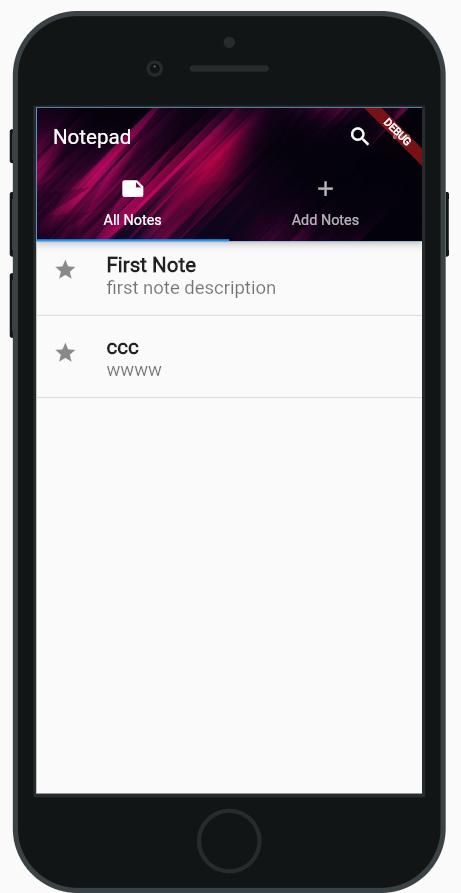 Notepad
DEBUG
All Notes
Add Notes
First Note
first note description
ccc
wwww